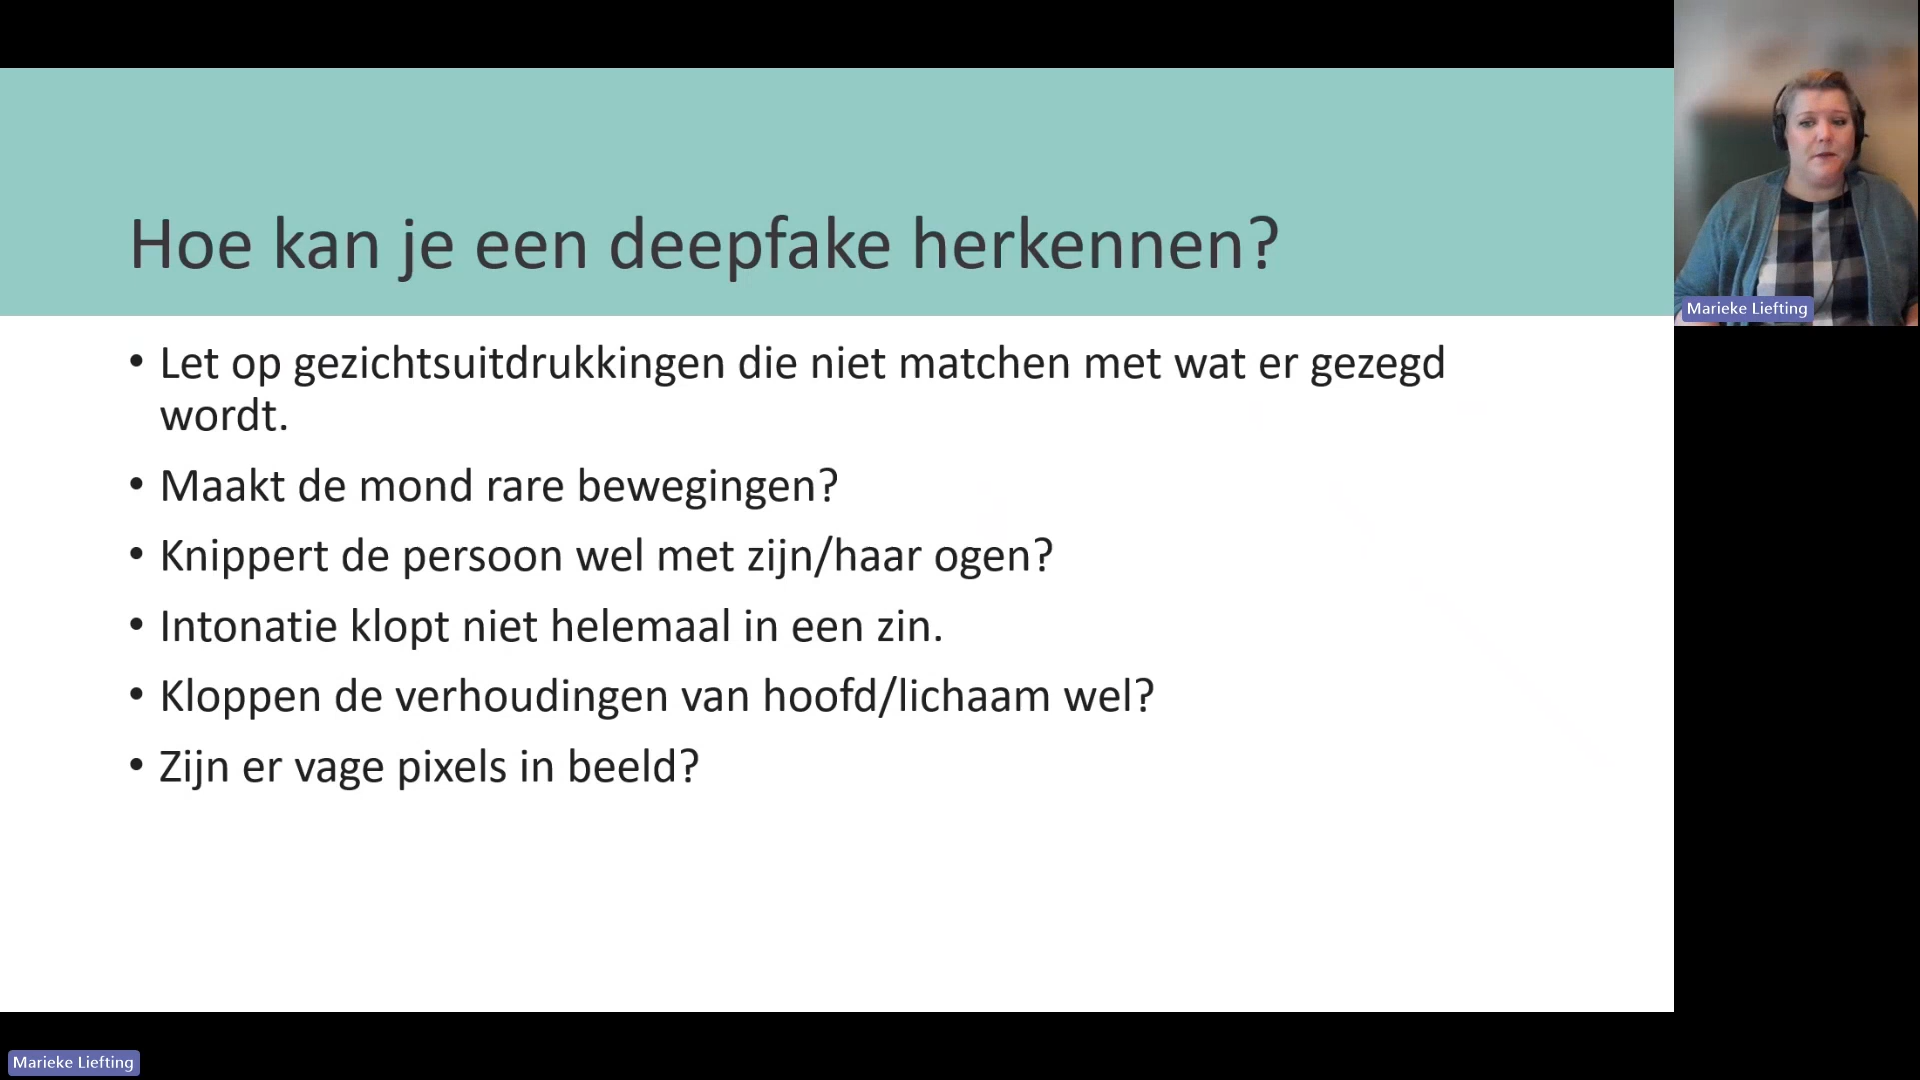 Hoe kan je een deepfake herkennen?
• Let op gezichtsuitdrukkingen die niet matchen met wat er gezegd
wordt.
• Maakt de mond rare bewegingen?
• Knippert de persoon wel met zijn/haar ogen?
• Intonatie klopt niet helemaal in een zin.
• Kloppen de verhoudingen van hoofd/lichaam wel?
• Zijn er vage pixels in beeld?
Marieke Liefting
Marieke Liefting